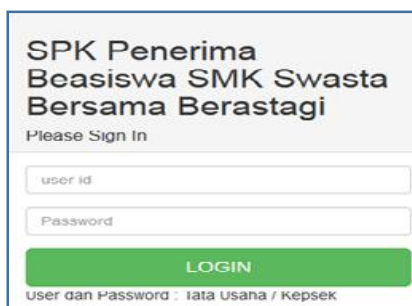 SPK Penerima
Beasiswa SMK Swasta
Bersama Berastagi
Please Sign In
user id
Password
LOGIN
User dan Password : Tata Usaha / Kepsek